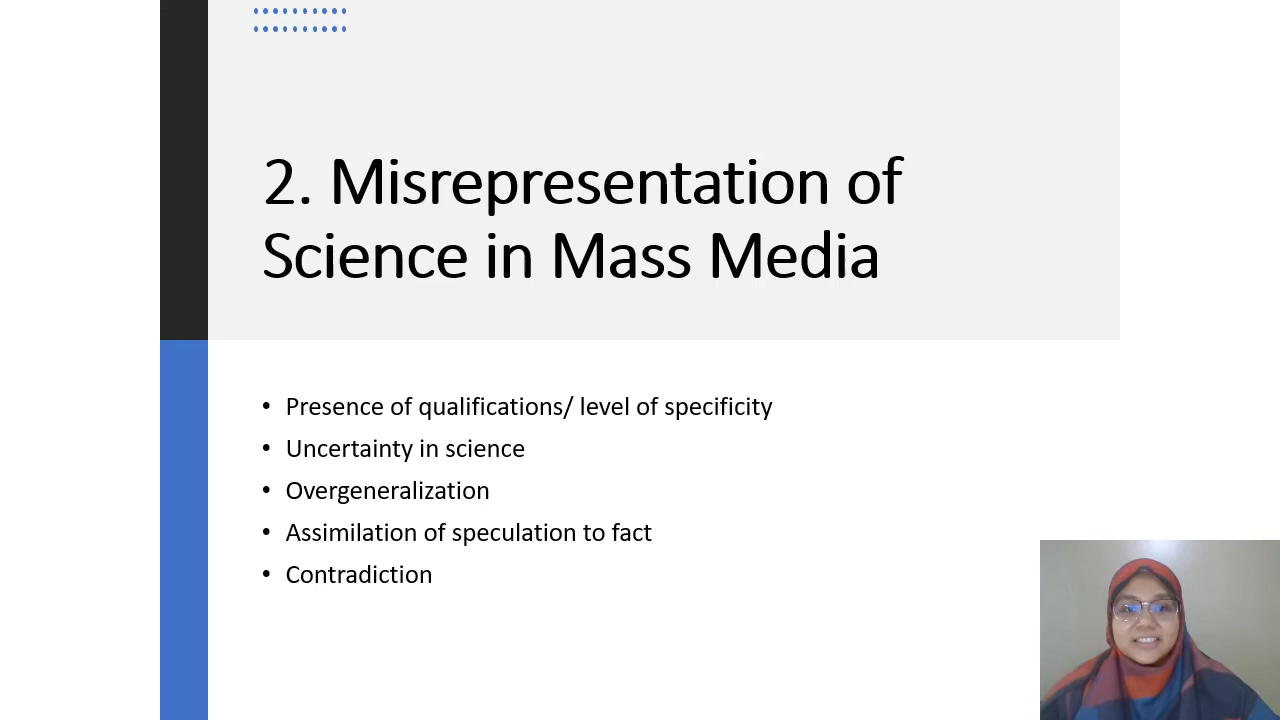 2. Misrepresentation of
Science in Mass Media
• Presence of qualifications/ level of specificity
• Uncertainty in science
• Overgeneralization
• Assimilation of speculation to fact
• Contradiction